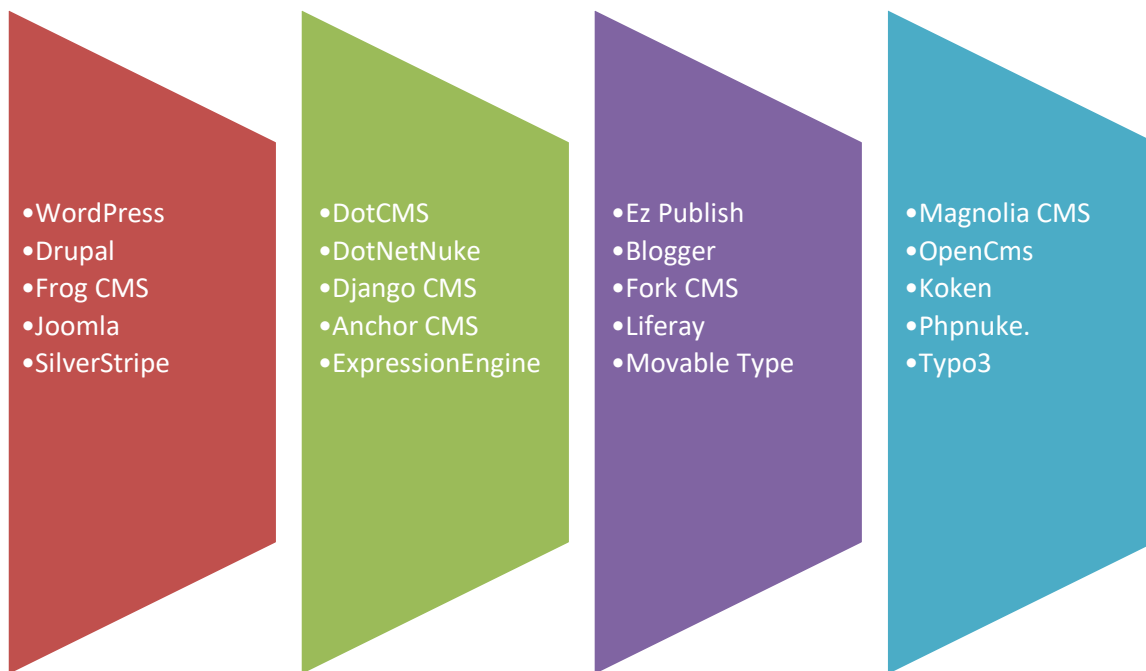 •WordPress
•Drupal
•Frog CMS
•Joomla
•SilverStripe
•DotCMS
•DotNetNuke
•Django CMS
•Anchor CMS
•ExpressionEngine
•Ez Publish
•Blogger
•Fork CMS
•Liferay
•Movable Type
•Magnolia CMS
•OpenCms
•Koken
•Phpnuke.
•Typo3